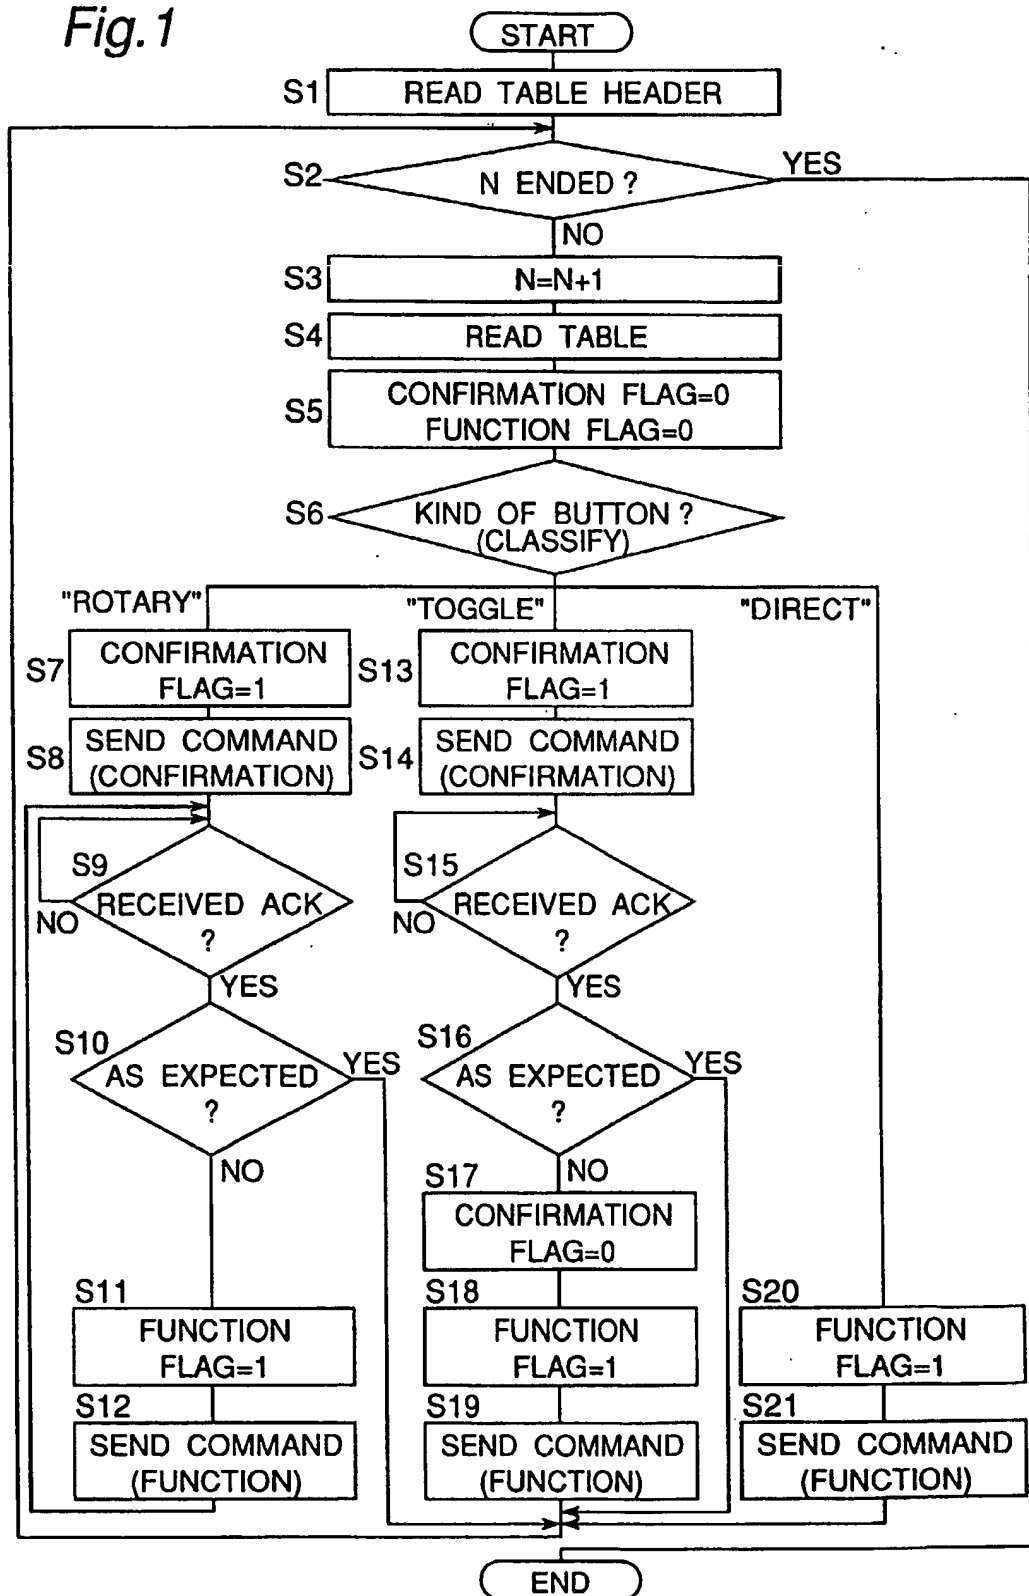 Fig.1
START
S1 READ TABLE HEADER
S2 N ENDED ? YES
NO
S3 N=N+1
S4 READ TABLE
S5 CONFIRMATION FLAG=0
FUNCTION FLAG=0
S6 KIND OF BUTTON ?
(CLASSIFY)
"ROTARY" "TOGGLE" "DIRECT"
S7 CONFIRMATION
FLAG=1
S13 CONFIRMATION
FLAG=1
S8 SEND COMMAND
(CONFIRMATION)
S14 SEND COMMAND
(CONFIRMATION)
S9 RECEIVED ACK
?
NO
YES
S15 RECEIVED ACK
?
NO
YES
S10 AS EXPECTED
?
YES
NO
S16 AS EXPECTED
?
YES
NO
S17
CONFIRMATION
FLAG=0
S11
FUNCTION
FLAG=1
S18
FUNCTION
FLAG=1
S20
FUNCTION
FLAG=1
S12
SEND COMMAND
(FUNCTION)
S19
SEND COMMAND
(FUNCTION)
S21
SEND COMMAND
(FUNCTION)
END